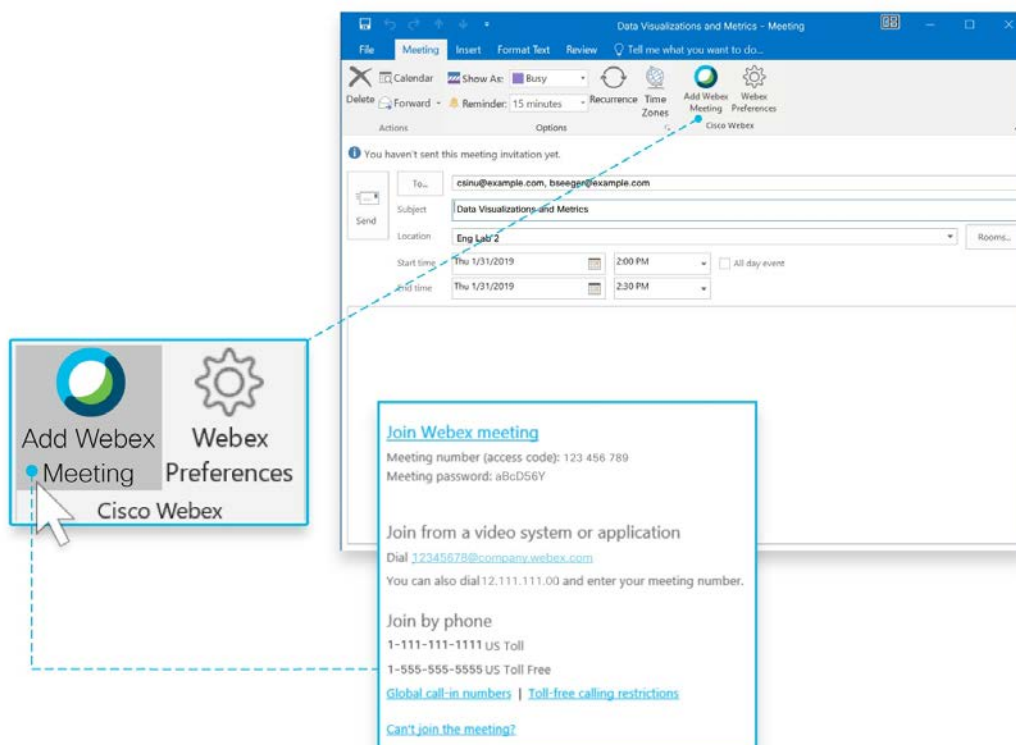 Data Visualizations and Metrics - Meeting
File Meeting Insert Format Text Review Tell me what you want to do...
Delete
Calendar
Forward
Actions
Show As: Busy
Reminder: 15 minutes
Recurrence
Time
Zones
Options
Add Webex
Meeting
Webex
Preferences
Cisco Webex
You haven't sent this meeting invitation yet.
Send
To... csinu@example.com, bseeger@example.com
Subject Data Visualizations and Metrics
Location Eng Lab 2 Rooms...
Start time Thu 1/31/2019 2:00 PM All day event
End time Thu 1/31/2019 2:30 PM
Add Webex
Meeting
Webex
Preferences
Cisco Webex
Join Webex meeting
Meeting number (access code): 123 456 789
Meeting password: aBcD56Y
Join from a video system or application
Dial 12345678@company.webex.com
You can also dial 12.111.111.00 and enter your meeting number.
Join by phone
1-111-111-1111 US Toll
1-555-555-5555 US Toll Free
Global call-in numbers | Toll-free calling restrictions
Can't join the meeting?